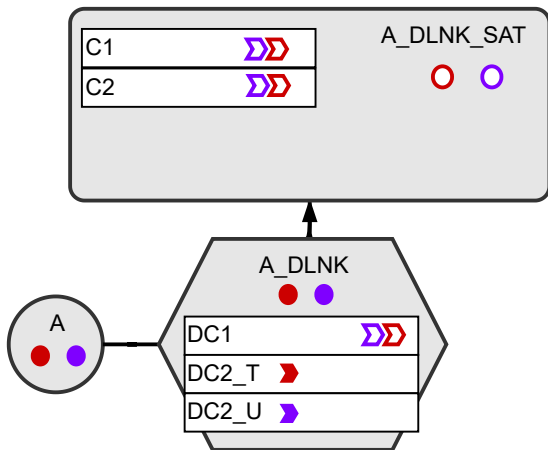 C1
A_DLNK_SAT
C2
A_DLNK
A
DC1
DC2_T
DC2_U